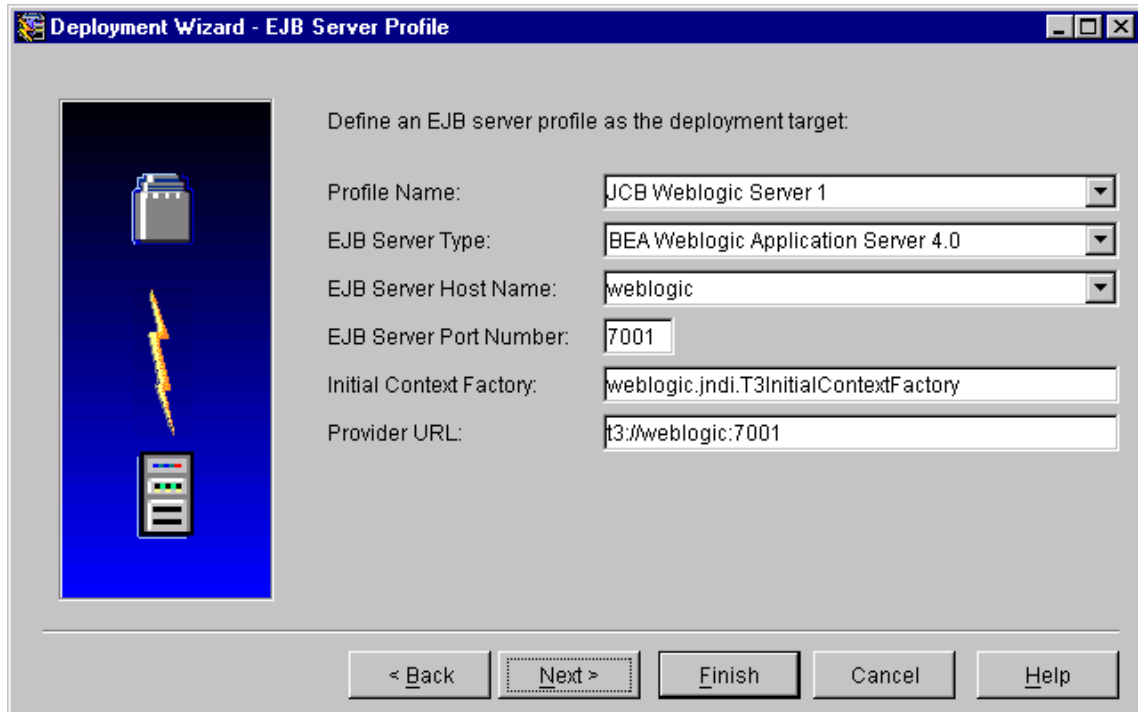 Deployment Wizard - EJB Server Profile
Define an EJB server profile as the deployment target:
Profile Name: JCB Weblogic Server 1
EJB Server Type: BEA Weblogic Application Server 4.0
EJB Server Host Name: weblogic
EJB Server Port Number: 7001
Initial Context Factory: weblogic.jndi.T3InitialContextFactory
Provider URL: t3://weblogic:7001
< Back Next > Finish Cancel Help